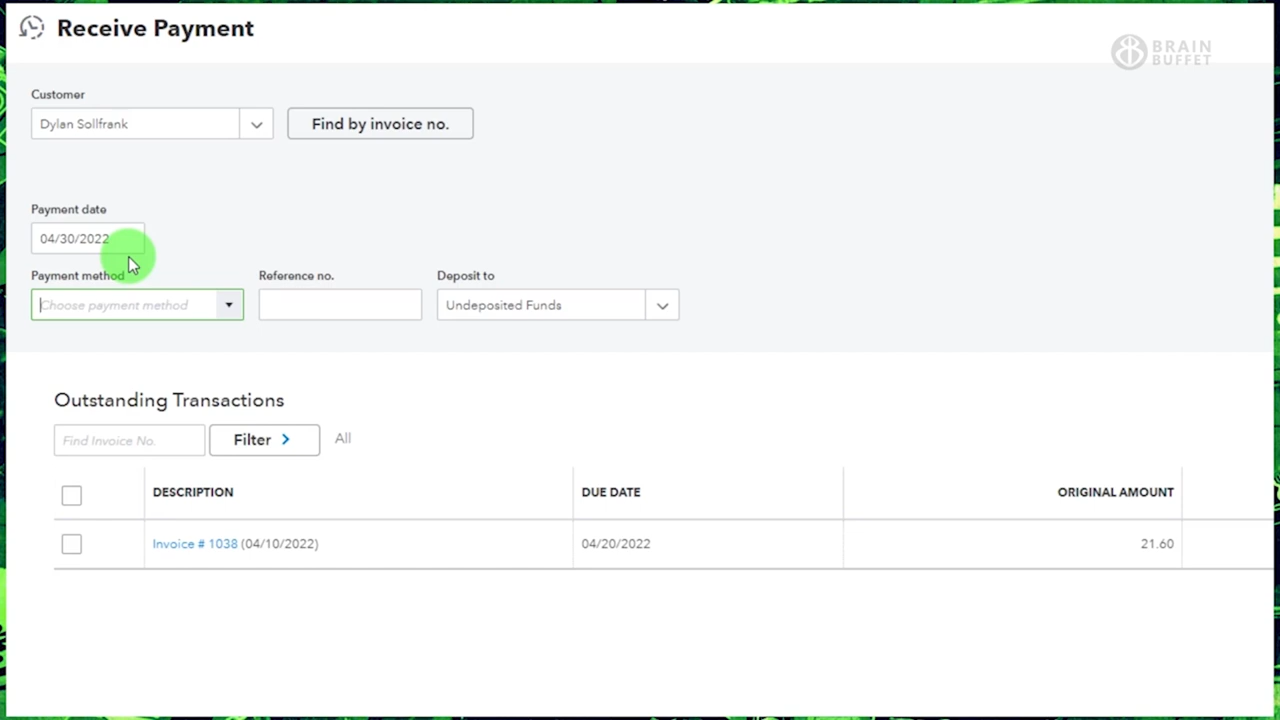 Receive Payment
BRAIN
BUFFET
Customer
Dylan Sollfrank
Find by invoice no.
Payment date
04/30/2022
Payment method
Reference no.
Deposit to
Choose payment method
Undeposited Funds
Outstanding Transactions
Find Invoice No.
Filter
All
DESCRIPTION
DUE DATE
ORIGINAL AMOUNT
Invoice # 1038 (04/10/2022)
04/20/2022
21.60